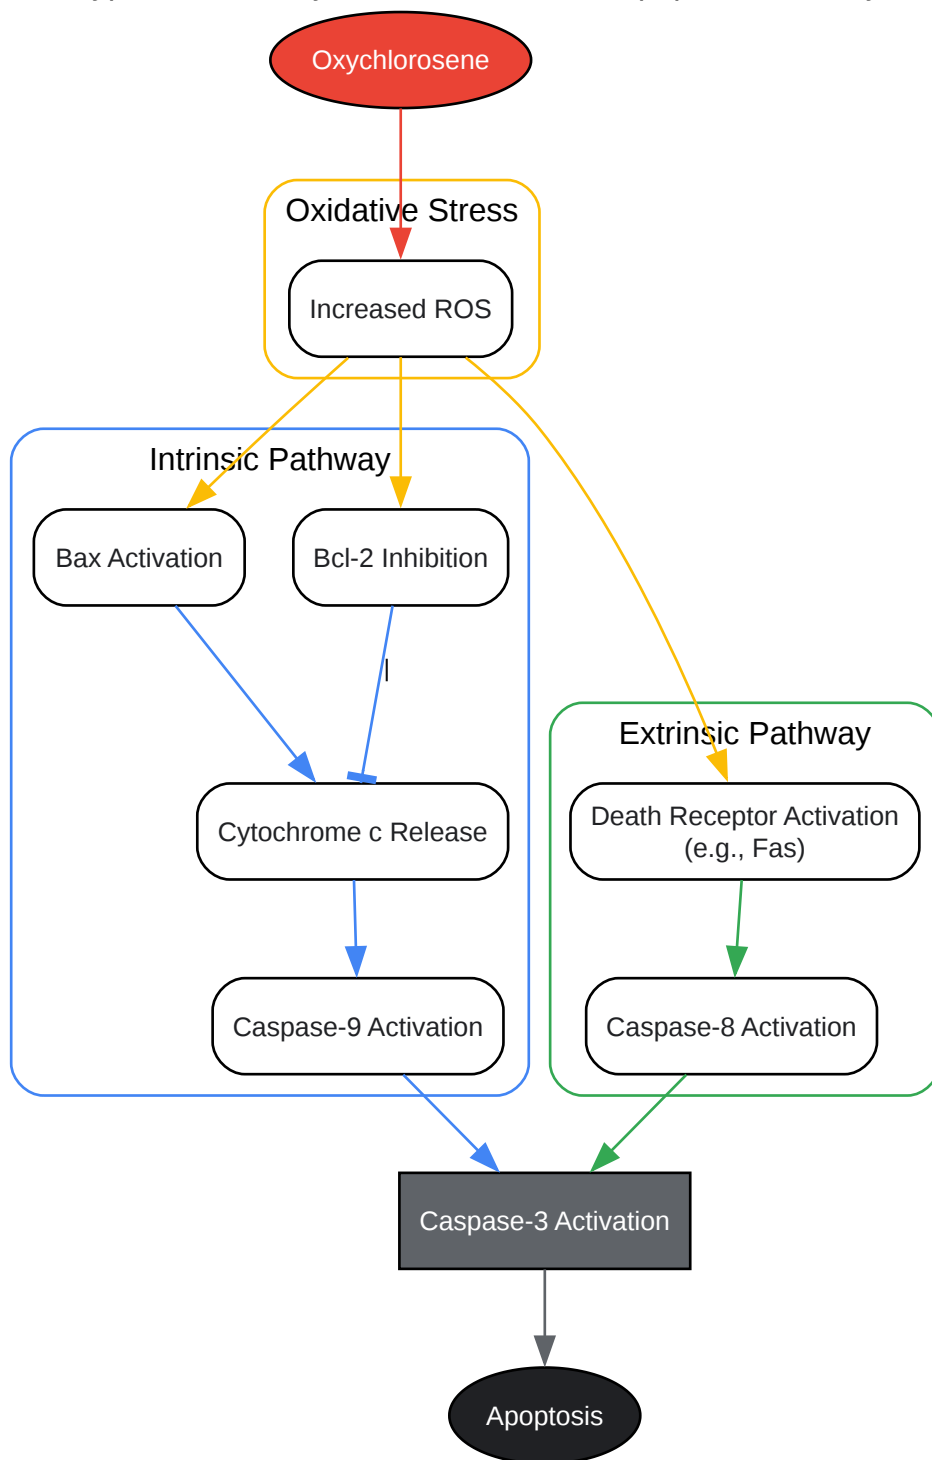 Oxychlorosene
Oxidative Stress
Increased ROS
Intrinsic Pathway
Bax Activation
Bcl-2 Inhibition
|
Extrinsic Pathway
Cytochrome c Release
Death Receptor Activation
(e.g., Fas)
Caspase-9 Activation
Caspase-8 Activation
Caspase-3 Activation
Apoptosis